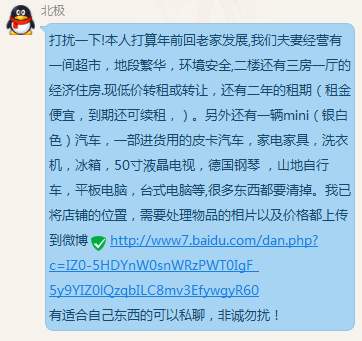 北极
打扰一下!本人打算年前回老家发展,我们夫妻经营有
一间超市，地段繁华，环境安全,二楼还有三房一厅的
经济住房.现低价转租或转让，还有二年的租期（租金
便宜，到期还可续租，）。另外还有一辆mini（银白
色）汽车，一部进货用的皮卡汽车，家电家具，洗衣
机，冰箱，50寸液晶电视，德国钢琴 ，山地自行
车，平板电脑，台式电脑等,很多东西都要清掉。我已
将店铺的位置，需要处理物品的相片以及价格都上传
到微博 http://www7.baidu.com/dan.php?
c=IZ0-5HDYnW0snWRzPWT0IgF_
5y9YIZ0lQzqbILC8mv3EfywgyR60
有适合自己东西的可以私聊，非诚勿扰！